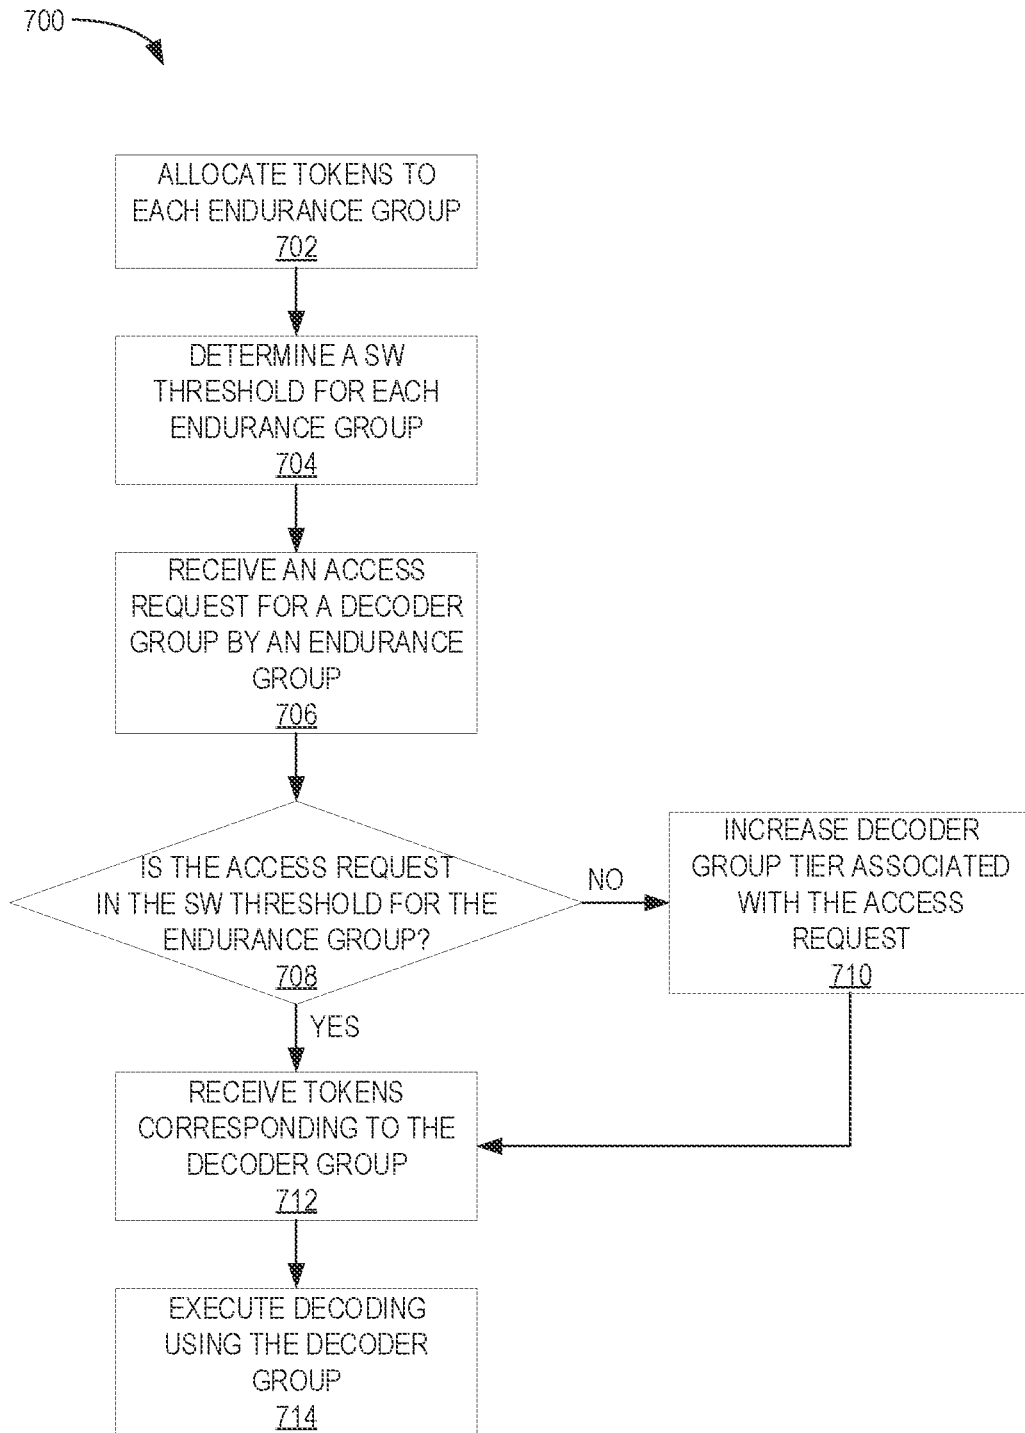 700
ALLOCATE TOKENS TO
EACH ENDURANCE GROUP
702
DETERMINE A SW
THRESHOLD FOR EACH
ENDURANCE GROUP
704
RECEIVE AN ACCESS
REQUEST FOR A DECODER
GROUP BY AN ENDURANCE
GROUP
706
IS THE ACCESS REQUEST
IN THE SW THRESHOLD FOR THE
ENDURANCE GROUP?
708
NO
INCREASE DECODER
GROUP TIER ASSOCIATED
WITH THE ACCESS
REQUEST
710
YES
RECEIVE TOKENS
CORRESPONDING TO THE
DECODER GROUP
712
EXECUTE DECODING
USING THE DECODER
GROUP
714